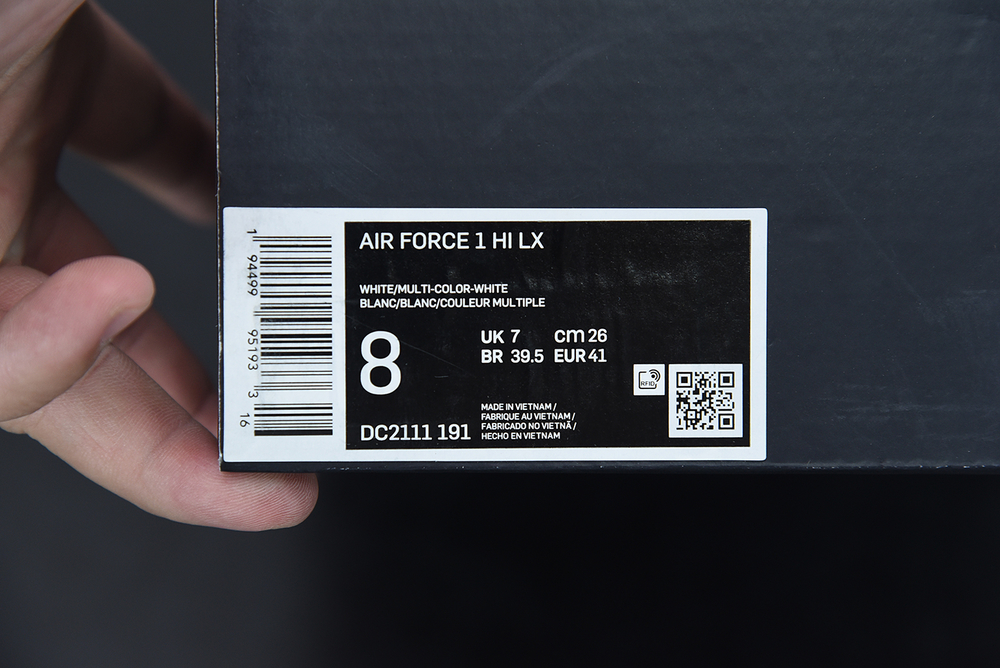 AIR FORCE 1 HI LX
WHITE/MULTI-COLOR-WHITE
BLANC/BLANC/COULEUR MULTIPLE
8
UK 7 cm 26
BR 39.5 EUR 41
RFID
MADE IN VIETNAM /
FABRIQUE AU VIETNAM /
FABRICADO NO VIETNÃ /
HECHO EN VIETNAM
DC2111 191
1 94499 95193 3 16